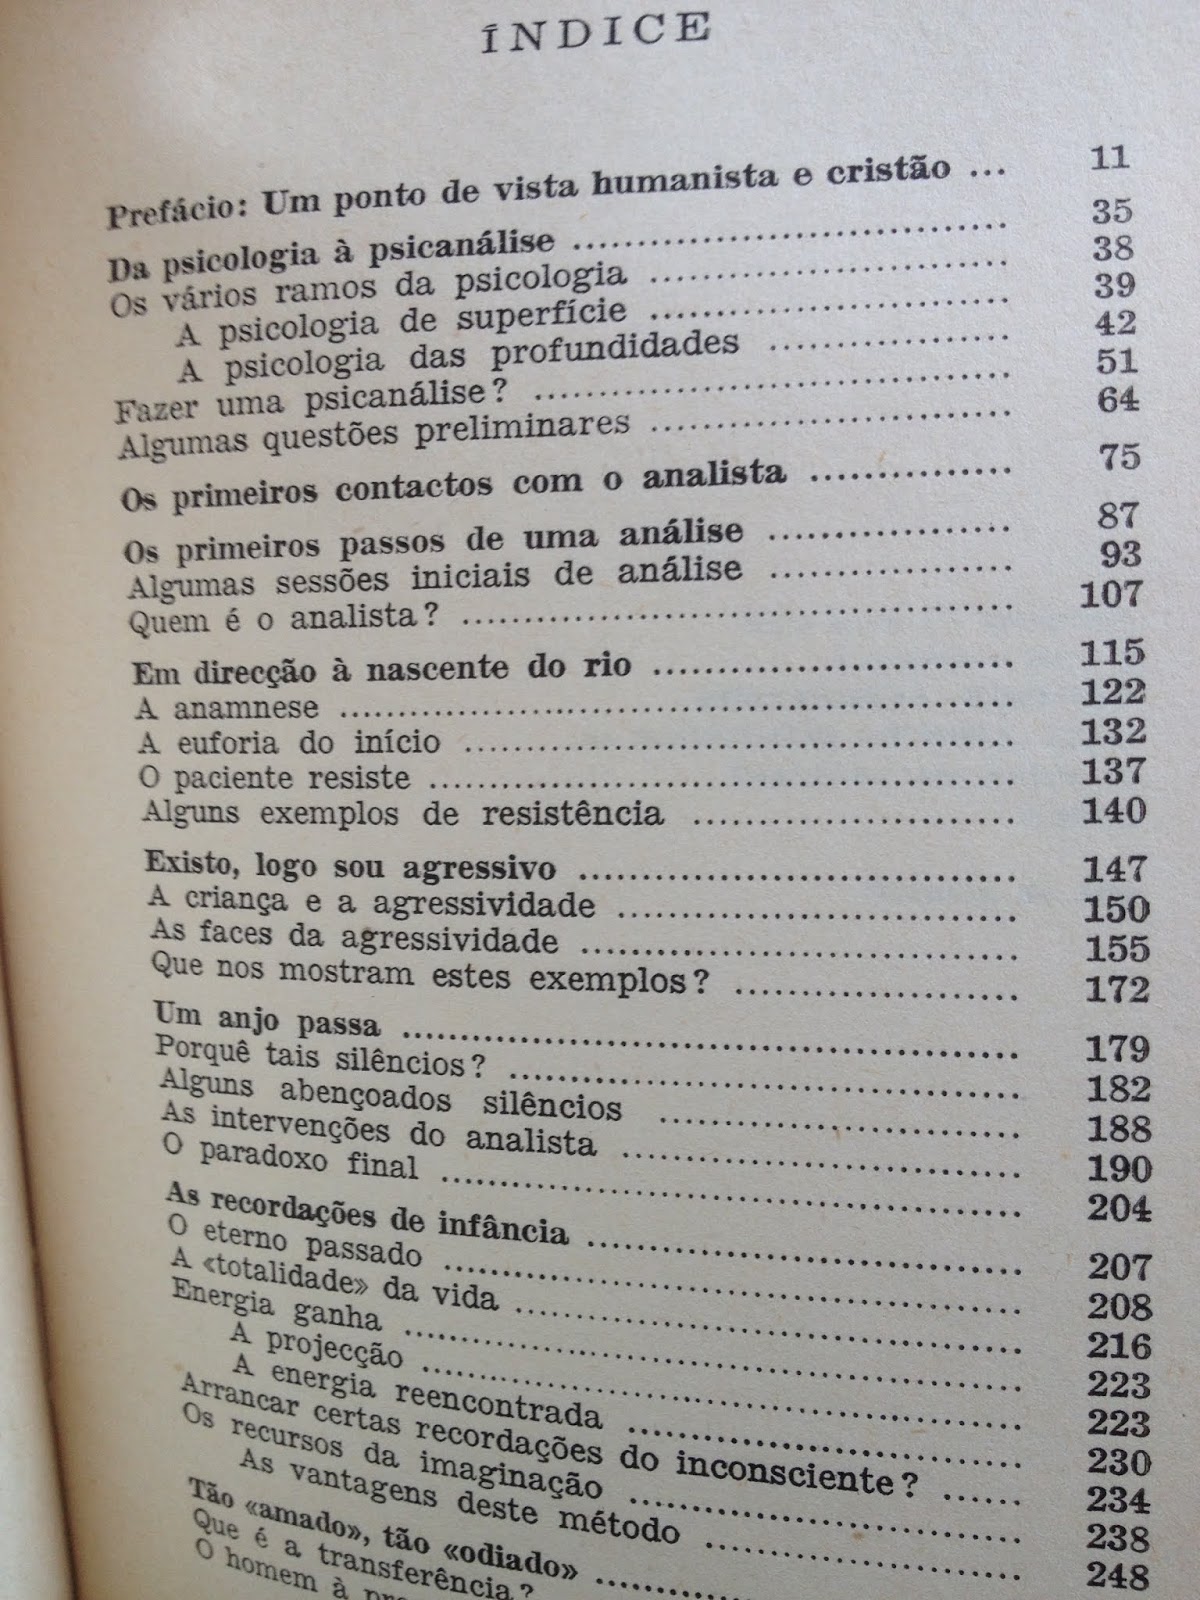 ÍNDICE
Prefácio: Um ponto de vista humanista e cristão ... 11
Da psicologia à psicanálise ... 35
Os vários ramos da psicologia ... 38
A psicologia de superfície ... 39
A psicologia das profundidades ... 42
Fazer uma psicanálise? ... 51
Algumas questões preliminares ... 64
Os primeiros contactos com o analista ... 75
Os primeiros passos de uma análise ... 87
Algumas sessões iniciais de análise ... 93
Quem é o analista? ... 107
Em direcção à nascente do rio ... 115
A anamnese ... 122
A euforia do início ... 132
O paciente resiste ... 137
Alguns exemplos de resistência ... 140
Existo, logo sou agressivo ... 147
A criança e a agressividade ... 150
As faces da agressividade ... 155
Que nos mostram estes exemplos? ... 172
Um anjo passa ... 179
Porquê tais silêncios? ... 182
Alguns abençoados silêncios ... 188
As intervenções do analista ... 190
O paradoxo final ... 204
As recordações de infância ... 207
O eterno passado ... 208
A «totalidade» da vida ... 216
Energia ganha ... 223
A projecção ... 223
A energia reencontrada ... 230
Arrancar certas recordações do inconsciente? ... 234
Os recursos da imaginação ... 238
As vantagens deste método ... 248
Tão «amado», tão «odiado» ...
Que é a transferência?
O homem à